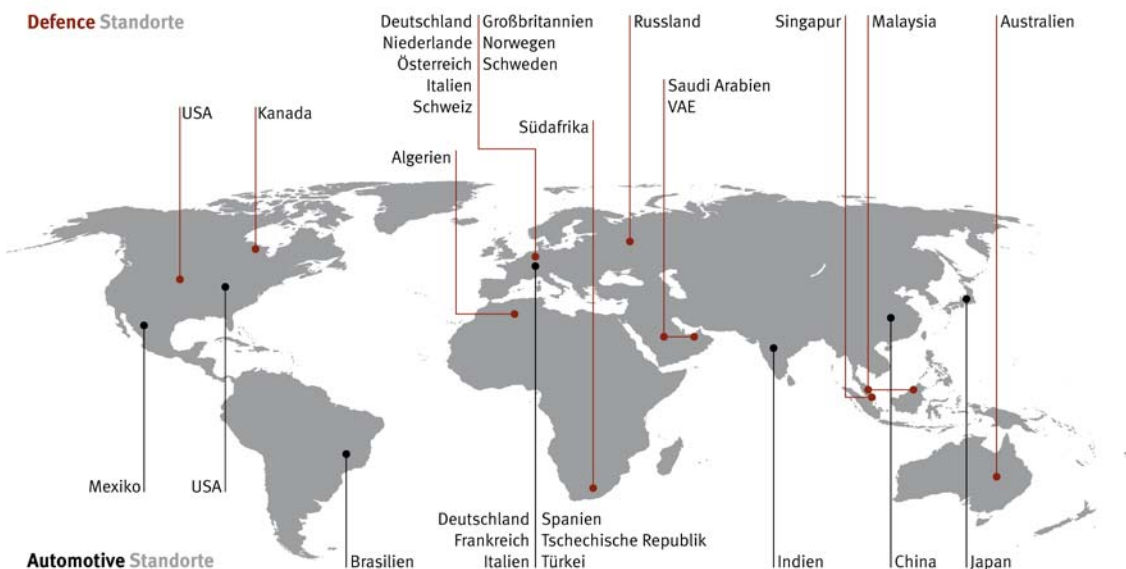 Defence Standorte
USA
Kanada
Algerien
Deutschland
Niederlande
Österreich
Italien
Schweiz
Großbritannien
Norwegen
Schweden
Südafrika
Russland
Saudi Arabien
VAE
Singapur
Malaysia
Australien
Automotive Standorte
Mexiko
USA
Brasilien
Deutschland
Frankreich
Italien
Spanien
Tschechische Republik
Türkei
Indien
China
Japan